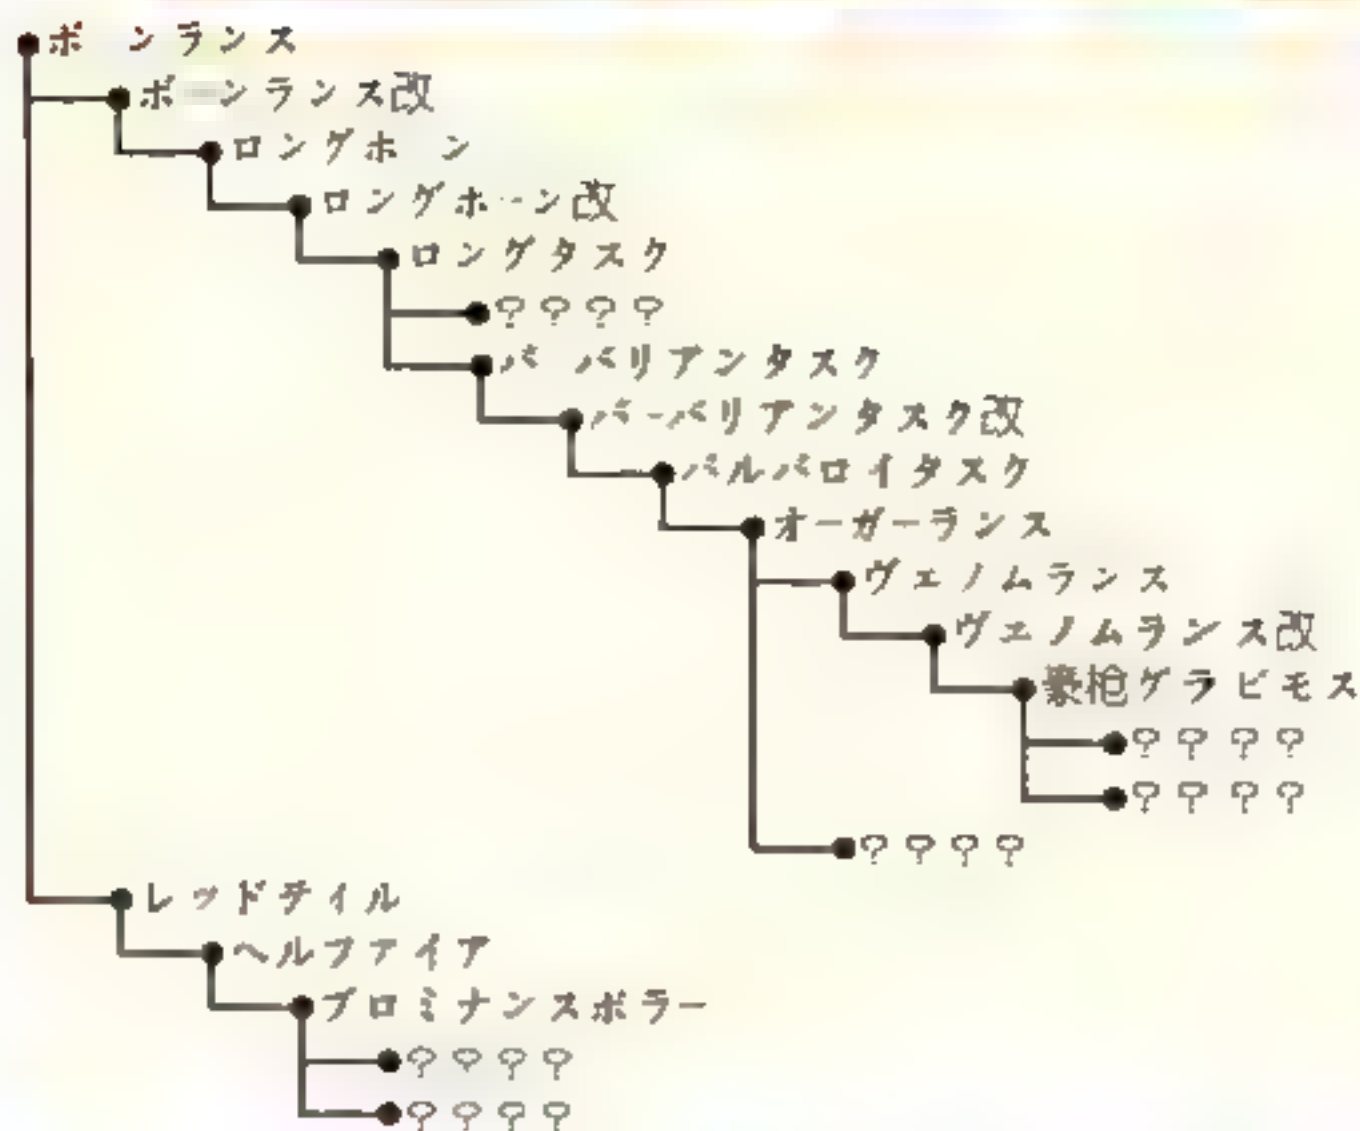 ボーンランス
ボーンランス改
ロングホーン
ロングホーン改
ロングタスク
????
バーバリアンタスク
バーバリアンタスク改
バルバロイタスク
オーガーランス
ヴェノムランス
ヴェノムランス改
豪槍グラビモス
????
????
????
レッドテイル
ヘルファイア
プロミナンスボラー
????
????